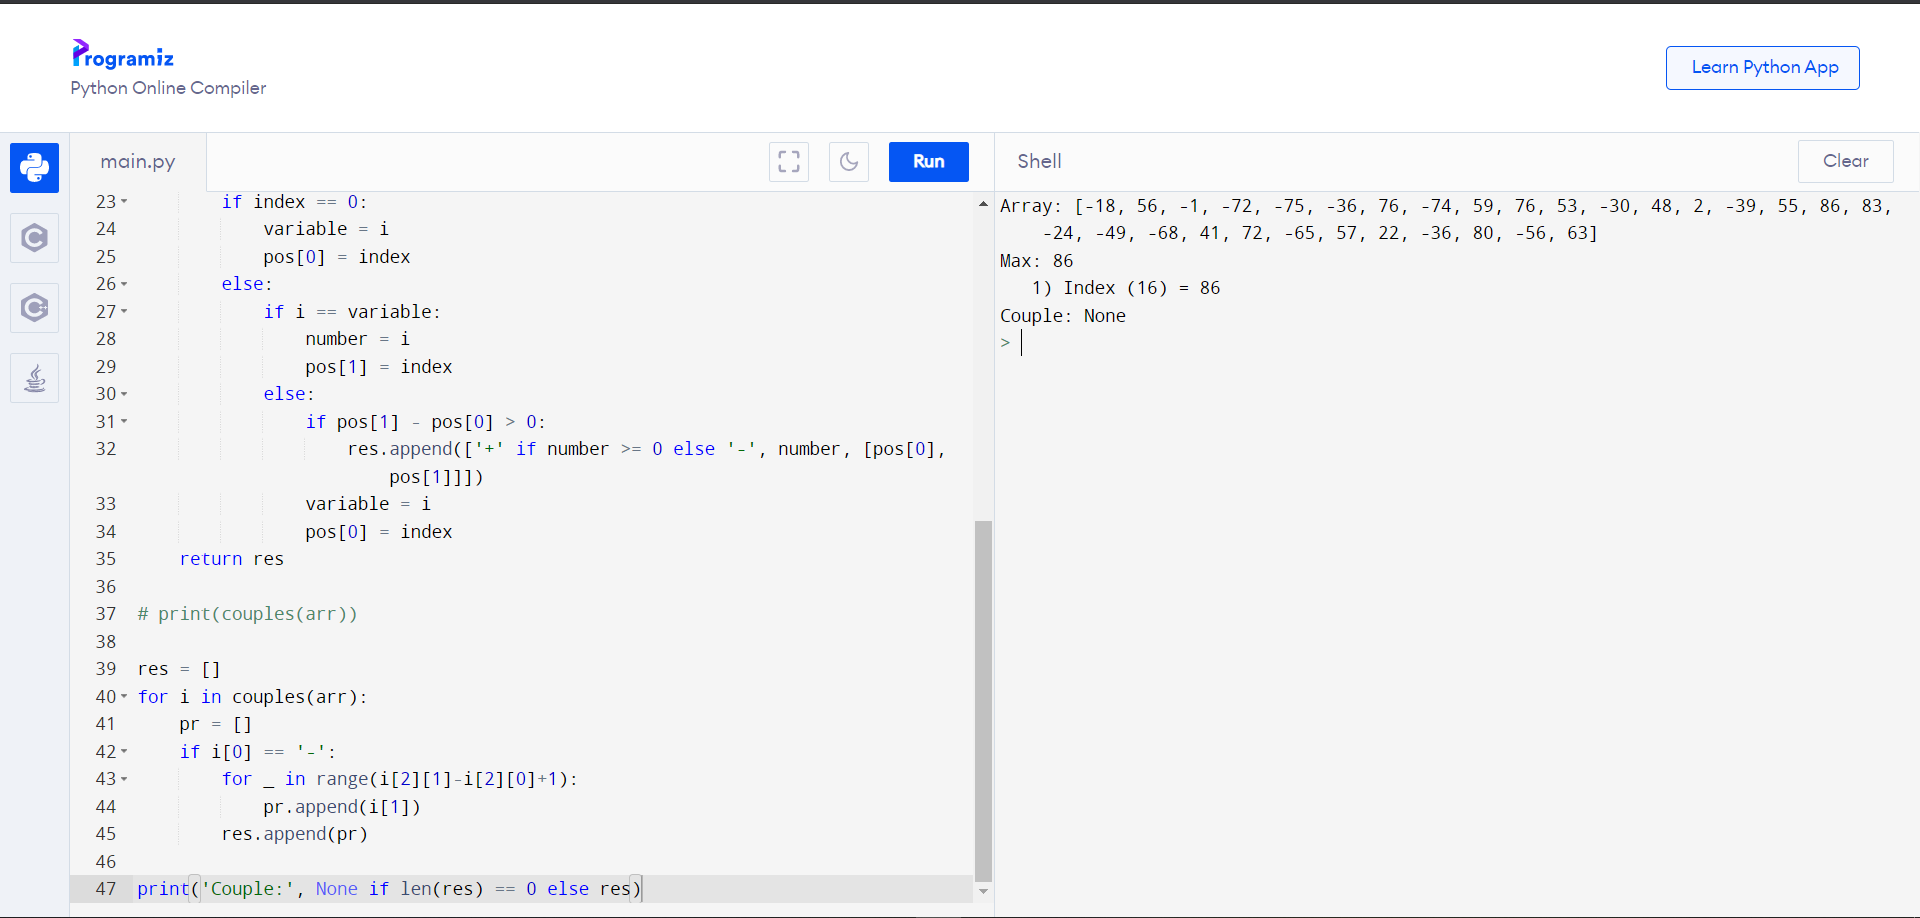 Programiz
Python Online Compiler
Learn Python App
main.py
Run
Shell
Clear
23 if index == 0:
24 variable = i
25 pos[0] = index
26 else:
27 if i == variable:
28 number = i
29 pos[1] = index
30 else:
31 if pos[1] - pos[0] > 0:
32 res.append(['+' if number >= 0 else '-', number, [pos[0],
pos[1]]])
33 variable = i
34 pos[0] = index
35 return res
36
37 # print(couples(arr))
38
39 res = []
40 for i in couples(arr):
41 pr = []
42 if i[0] == '-':
43 for _ in range(i[2][1]-i[2][0]+1):
44 pr.append(i[1])
45 res.append(pr)
46
47 print('Couple:', None if len(res) == 0 else res)
Array: [-18, 56, -1, -72, -75, -36, 76, -74, 59, 76, 53, -30, 48, 2, -39, 55, 86, 83,
-24, -49, -68, 41, 72, -65, 57, 22, -36, 80, -56, 63]
Max: 86
1) Index (16) = 86
Couple: None
>